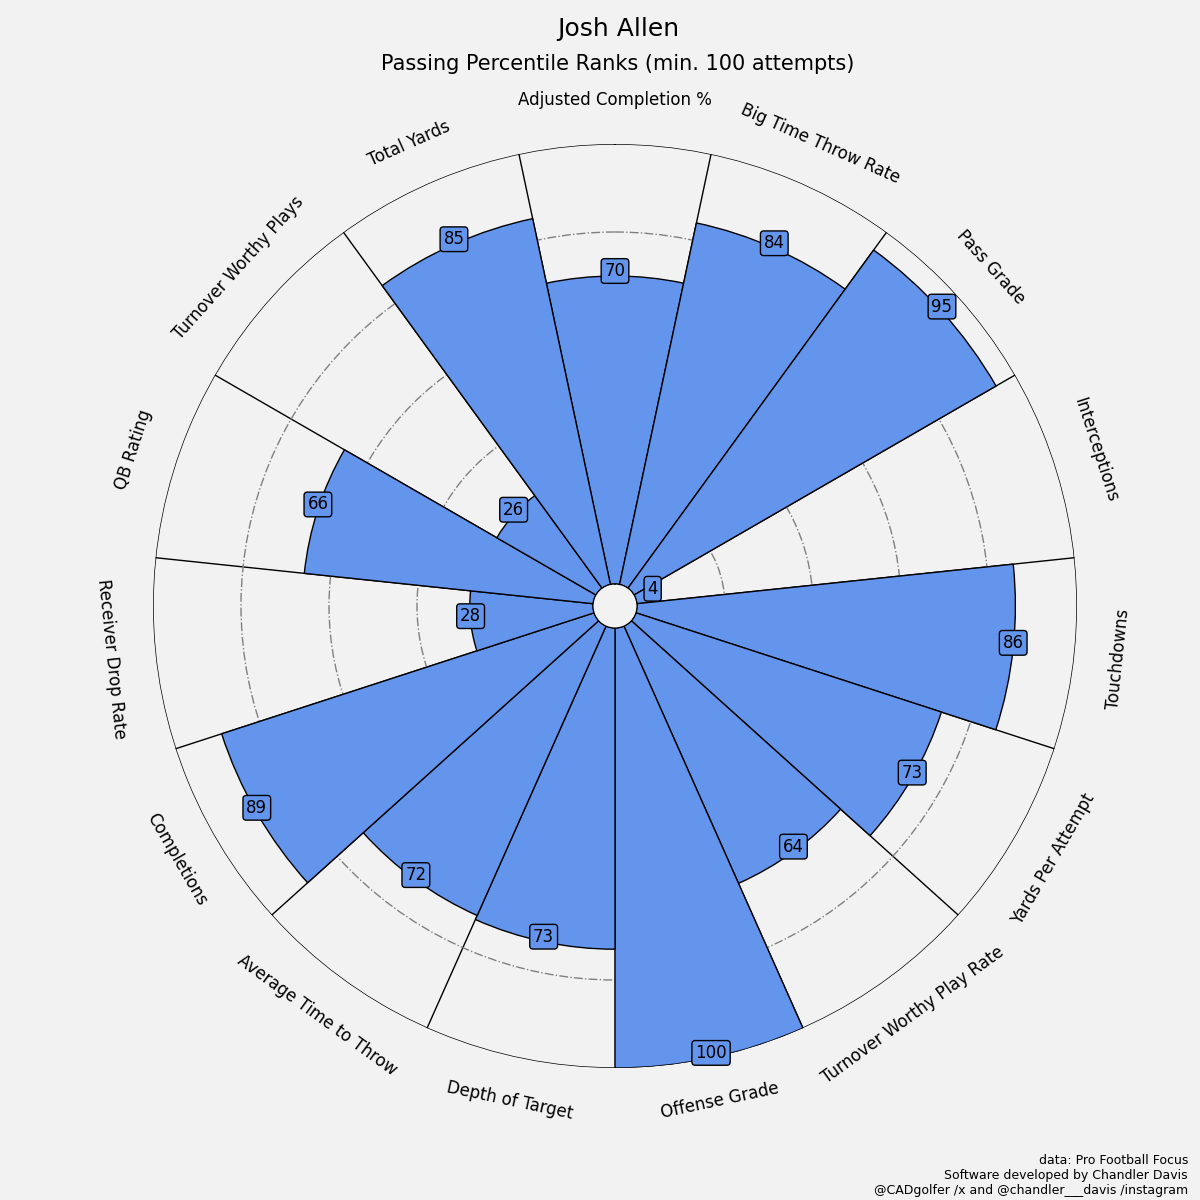 Josh Allen
Passing Percentile Ranks (min. 100 attempts)
Adjusted Completion %
70
Big Time Throw Rate
84
Pass Grade
95
Interceptions
4
Touchdowns
86
Yards Per Attempt
73
Turnover Worthy Play Rate
64
Offense Grade
100
Depth of Target
73
Average Time to Throw
72
Completions
89
Receiver Drop Rate
28
QB Rating
66
Turnover Worthy Plays
26
Total Yards
85
data: Pro Football Focus
Software developed by Chandler Davis
@CADgolfer /x and @chandler___davis /instagram